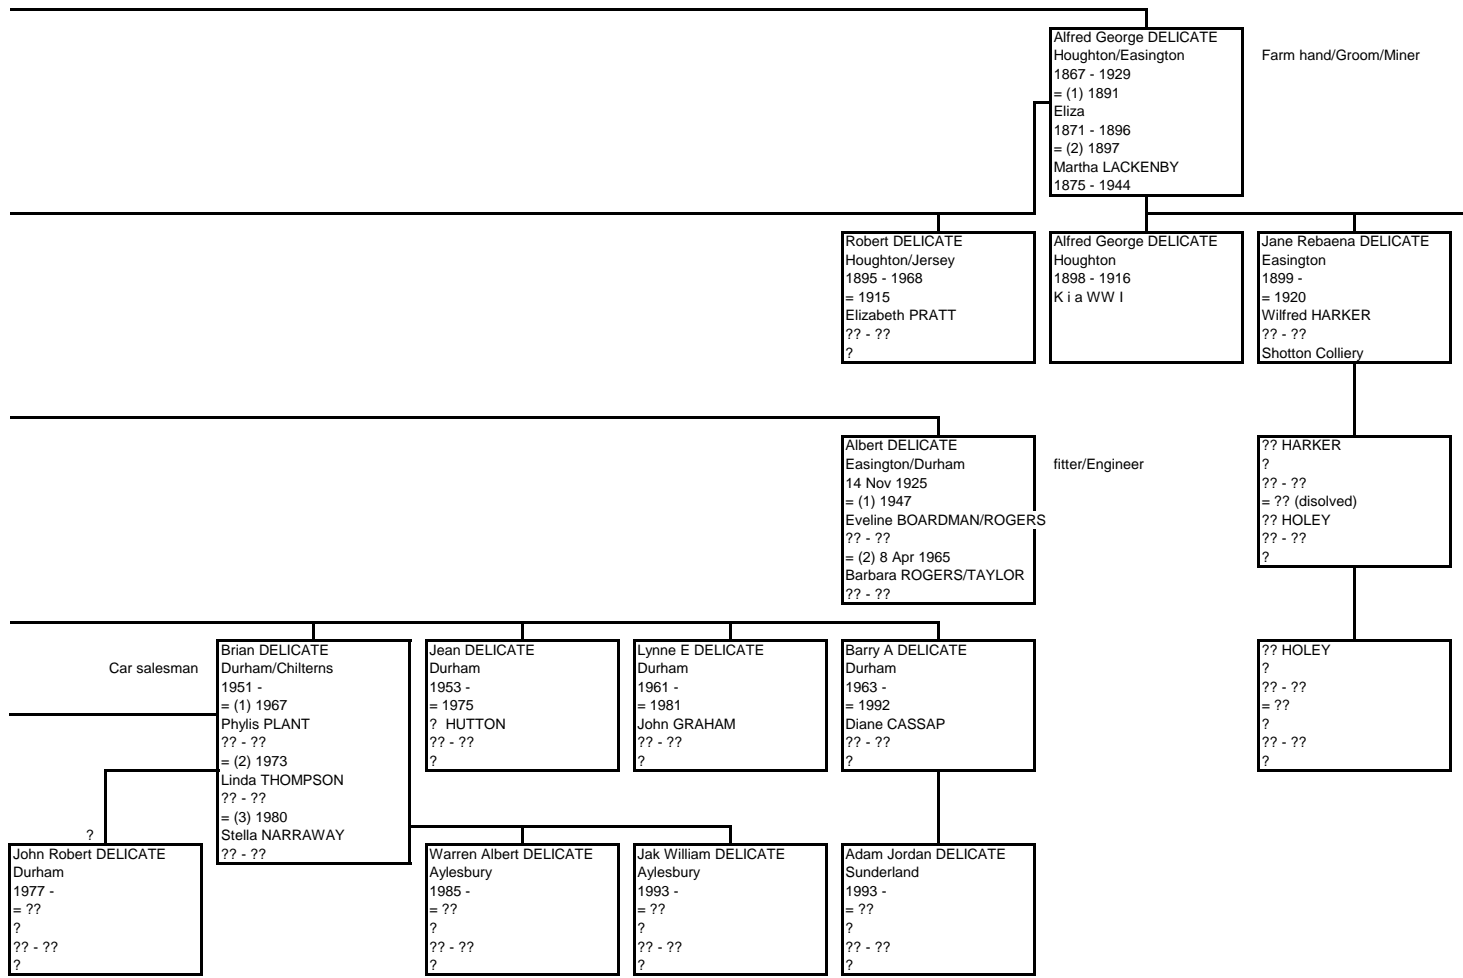 Alfred George DELICATE
Houghton/Easington
1867 - 1929
= (1) 1891
Eliza
1871 - 1896
= (2) 1897
Martha LACKENBY
1875 - 1944
Farm hand/Groom/Miner
Robert DELICATE
Houghton/Jersey
1895 - 1968
= 1915
Elizabeth PRATT
?? - ??
?
Alfred George DELICATE
Houghton
1898 - 1916
K i a WW I
Jane Rebaena DELICATE
Easington
1899 -
= 1920
Wilfred HARKER
?? - ??
Shotton Colliery
Albert DELICATE
Easington/Durham
14 Nov 1925
= (1) 1947
Eveline BOARDMAN/ROGERS
?? - ??
= (2) 8 Apr 1965
Barbara ROGERS/TAYLOR
?? - ??
fitter/Engineer
?? HARKER
?
?? - ??
= ?? (disolved)
?? HOLEY
?? - ??
?
Car salesman
Brian DELICATE
Durham/Chilterns
1951 -
= (1) 1967
Phylis PLANT
?? - ??
= (2) 1973
Linda THOMPSON
?? - ??
= (3) 1980
Stella NARRAWAY
?? - ??
Jean DELICATE
Durham
1953 -
= 1975
?  HUTTON
?? - ??
?
Lynne E DELICATE
Durham
1961 -
= 1981
John GRAHAM
?? - ??
?
Barry A DELICATE
Durham
1963 -
= 1992
Diane CASSAP
?? - ??
?
?? HOLEY
?
?? - ??
= ??
?
?? - ??
?
?
John Robert DELICATE
Durham
1977 -
= ??
?
?? - ??
?
Warren Albert DELICATE
Aylesbury
1985 -
= ??
?
?? - ??
?
Jak William DELICATE
Aylesbury
1993 -
= ??
?
?? - ??
?
Adam Jordan DELICATE
Sunderland
1993 -
= ??
?
?? - ??
?